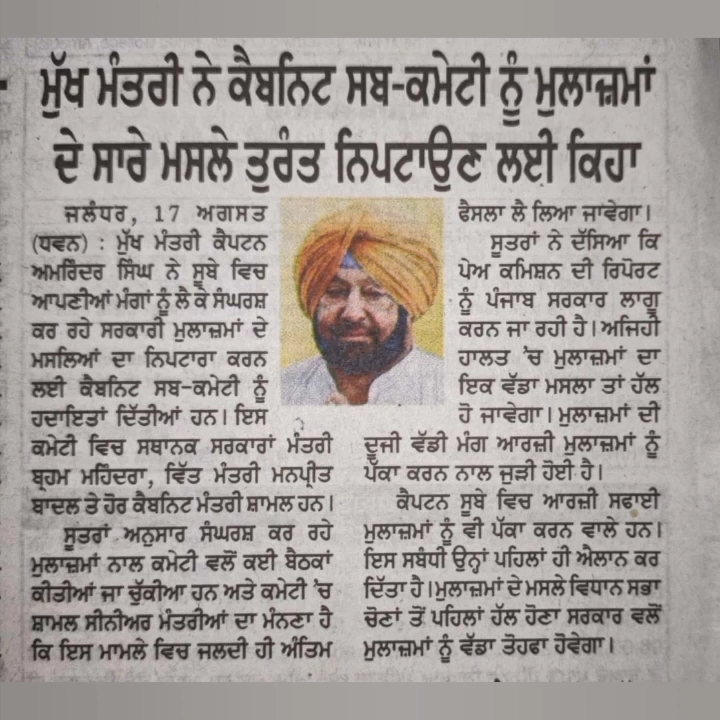 ਮੁੱਖ ਮੰਤਰੀ ਨੇ ਕੈਬਨਿਟ ਸਬ-ਕਮੇਟੀ ਨੂੰ ਮੁਲਾਜ਼ਮਾਂ
ਦੇ ਸਾਰੇ ਮਸਲੇ ਤੁਰੰਤ ਨਿਪਟਾਉਣ ਲਈ ਕਿਹਾ
ਜਲੰਧਰ, 17 ਅਗਸਤ
(ਧਵਨ) : ਮੁੱਖ ਮੰਤਰੀ ਕੈਪਟਨ
ਅਮਰਿੰਦਰ ਸਿੰਘ ਨੇ ਸੂਬੇ ਵਿਚ
ਆਪਣੀਆਂ ਮੰਗਾਂ ਨੂੰ ਲੈ ਕੇ ਸੰਘਰਸ਼
ਕਰ ਰਹੇ ਸਰਕਾਰੀ ਮੁਲਾਜ਼ਮਾਂ ਦੇ
ਮਸਲਿਆਂ ਦਾ ਨਿਪਟਾਰਾ ਕਰਨ
ਲਈ ਕੈਬਨਿਟ ਸਬ-ਕਮੇਟੀ ਨੂੰ
ਹਦਾਇਤਾਂ ਦਿੱਤੀਆਂ ਹਨ। ਇਸ
ਕਮੇਟੀ ਵਿਚ ਸਥਾਨਕ ਸਰਕਾਰਾਂ ਮੰਤਰੀ
ਬ੍ਰਹਮ ਮਹਿੰਦਰਾ, ਵਿੱਤ ਮੰਤਰੀ ਮਨਪ੍ਰੀਤ
ਬਾਦਲ ਤੇ ਹੋਰ ਕੈਬਨਿਟ ਮੰਤਰੀ ਸ਼ਾਮਲ ਹਨ।
ਸੂਤਰਾਂ ਅਨੁਸਾਰ ਸੰਘਰਸ਼ ਕਰ ਰਹੇ
ਮੁਲਾਜ਼ਮਾਂ ਨਾਲ ਕਮੇਟੀ ਵਲੋਂ ਕਈ ਬੈਠਕਾਂ
ਕੀਤੀਆਂ ਜਾ ਚੁੱਕੀਆ ਹਨ ਅਤੇ ਕਮੇਟੀ 'ਚ
ਸ਼ਾਮਲ ਸੀਨੀਅਰ ਮੰਤਰੀਆਂ ਦਾ ਮੰਨਣਾ ਹੈ
ਕਿ ਇਸ ਮਾਮਲੇ ਵਿਚ ਜਲਦੀ ਹੀ ਅੰਤਿਮ
ਫੈਸਲਾ ਲੈ ਲਿਆ ਜਾਵੇਗਾ।
ਸੂਤਰਾਂ ਨੇ ਦੱਸਿਆ ਕਿ
ਪੇਅ ਕਮਿਸ਼ਨ ਦੀ ਰਿਪੋਰਟ
ਨੂੰ ਪੰਜਾਬ ਸਰਕਾਰ ਲਾਗੂ
ਕਰਨ ਜਾ ਰਹੀ ਹੈ। ਅਜਿਹੀ
ਹਾਲਤ 'ਚ ਮੁਲਾਜ਼ਮਾਂ ਦਾ
ਇਕ ਵੱਡਾ ਮਸਲਾ ਤਾਂ ਹੱਲ
ਹੋ ਜਾਵੇਗਾ। ਮੁਲਾਜ਼ਮਾਂ ਦੀ
ਦੂਜੀ ਵੱਡੀ ਮੰਗ ਆਰਜ਼ੀ ਮੁਲਾਜ਼ਮਾਂ ਨੂੰ
ਪੱਕਾ ਕਰਨ ਨਾਲ ਜੁੜੀ ਹੋਈ ਹੈ।
ਕੈਪਟਨ ਸੂਬੇ ਵਿਚ ਆਰਜ਼ੀ ਸਫਾਈ
ਮੁਲਾਜ਼ਮਾਂ ਨੂੰ ਵੀ ਪੱਕਾ ਕਰਨ ਵਾਲੇ ਹਨ।
ਇਸ ਸਬੰਧੀ ਉਨ੍ਹਾਂ ਪਹਿਲਾਂ ਹੀ ਐਲਾਨ ਕਰ
ਦਿੱਤਾ ਹੈ।ਮੁਲਾਜ਼ਮਾਂ ਦੇ ਮਸਲੇ ਵਿਧਾਨ ਸਭਾ
ਚੋਣਾਂ ਤੋਂ ਪਹਿਲਾਂ ਹੱਲ ਹੋਣਾ ਸਰਕਾਰ ਵਲੋਂ
ਮੁਲਾਜ਼ਮਾਂ ਨੂੰ ਵੱਡਾ ਤੋਹਫਾ ਹੋਵੇਗਾ।